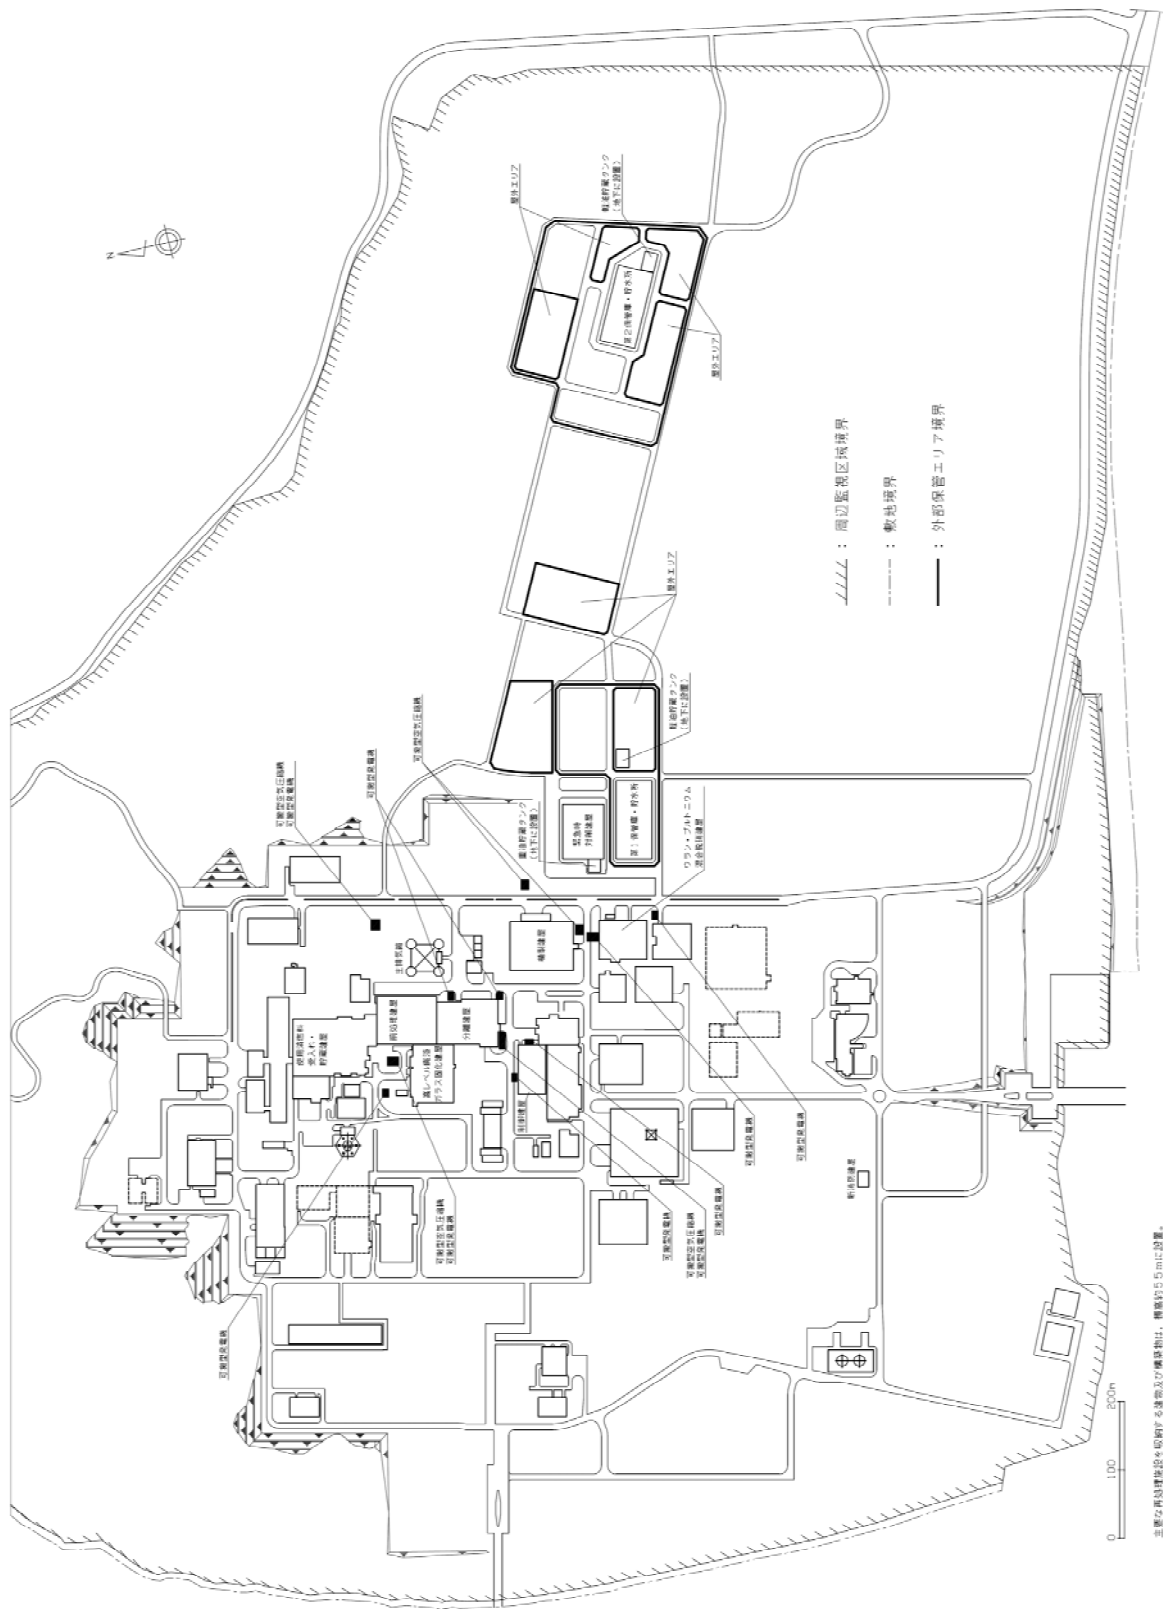 N
屋外エリア
軽油貯蔵タンク
（地下に設置）
第２保管庫・貯水所
屋外エリア
：周辺監視区域境界
：敷地境界
：外部保管エリア境界
屋外エリア
軽油貯蔵タンク
（地下に設置）
可搬型空気圧縮機
可搬型発電機
可搬型空気圧縮機
可搬型発電機
重油貯蔵タンク
（地下に設置）
緊急時
対策建屋
第１保管庫・貯水所
ウラン・プルトニウム
混合脱硝建屋
主排気筒
精製建屋
使用済燃料
受入れ・
貯蔵建屋
前処理建屋
分離建屋
高レベル廃液
ガラス固化建屋
制御建屋
可搬型発電機
可搬型発電機
可搬型発電機
可搬型空気圧縮機
可搬型発電機
可搬型発電機
可搬型空気圧縮機
可搬型発電機
可搬型発電機
新消防建屋
0
100
200m
主要な再処理施設を収納する建物及び構築物は，標高約５５ｍに設置。